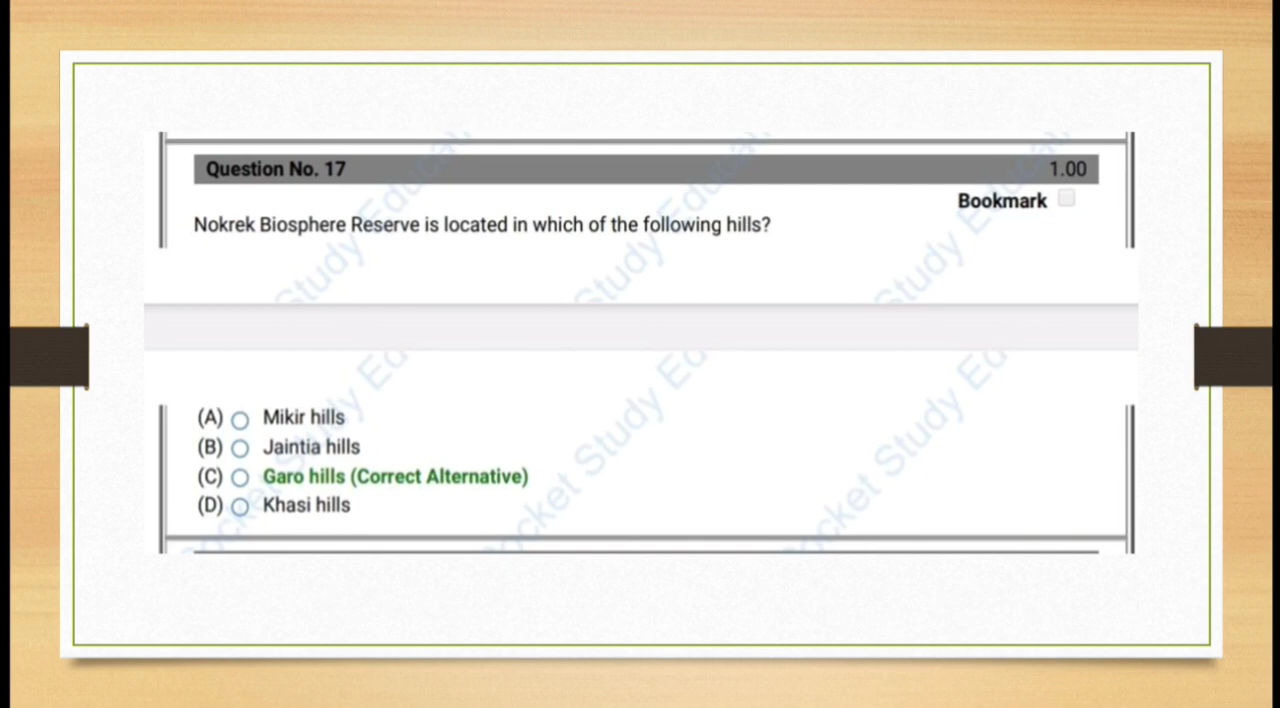 Question No. 17 1.00
Bookmark
Nokrek Biosphere Reserve is located in which of the following hills?
(A) Mikir hills
(B) Jaintia hills
(C) Garo hills (Correct Alternative)
(D) Khasi hills